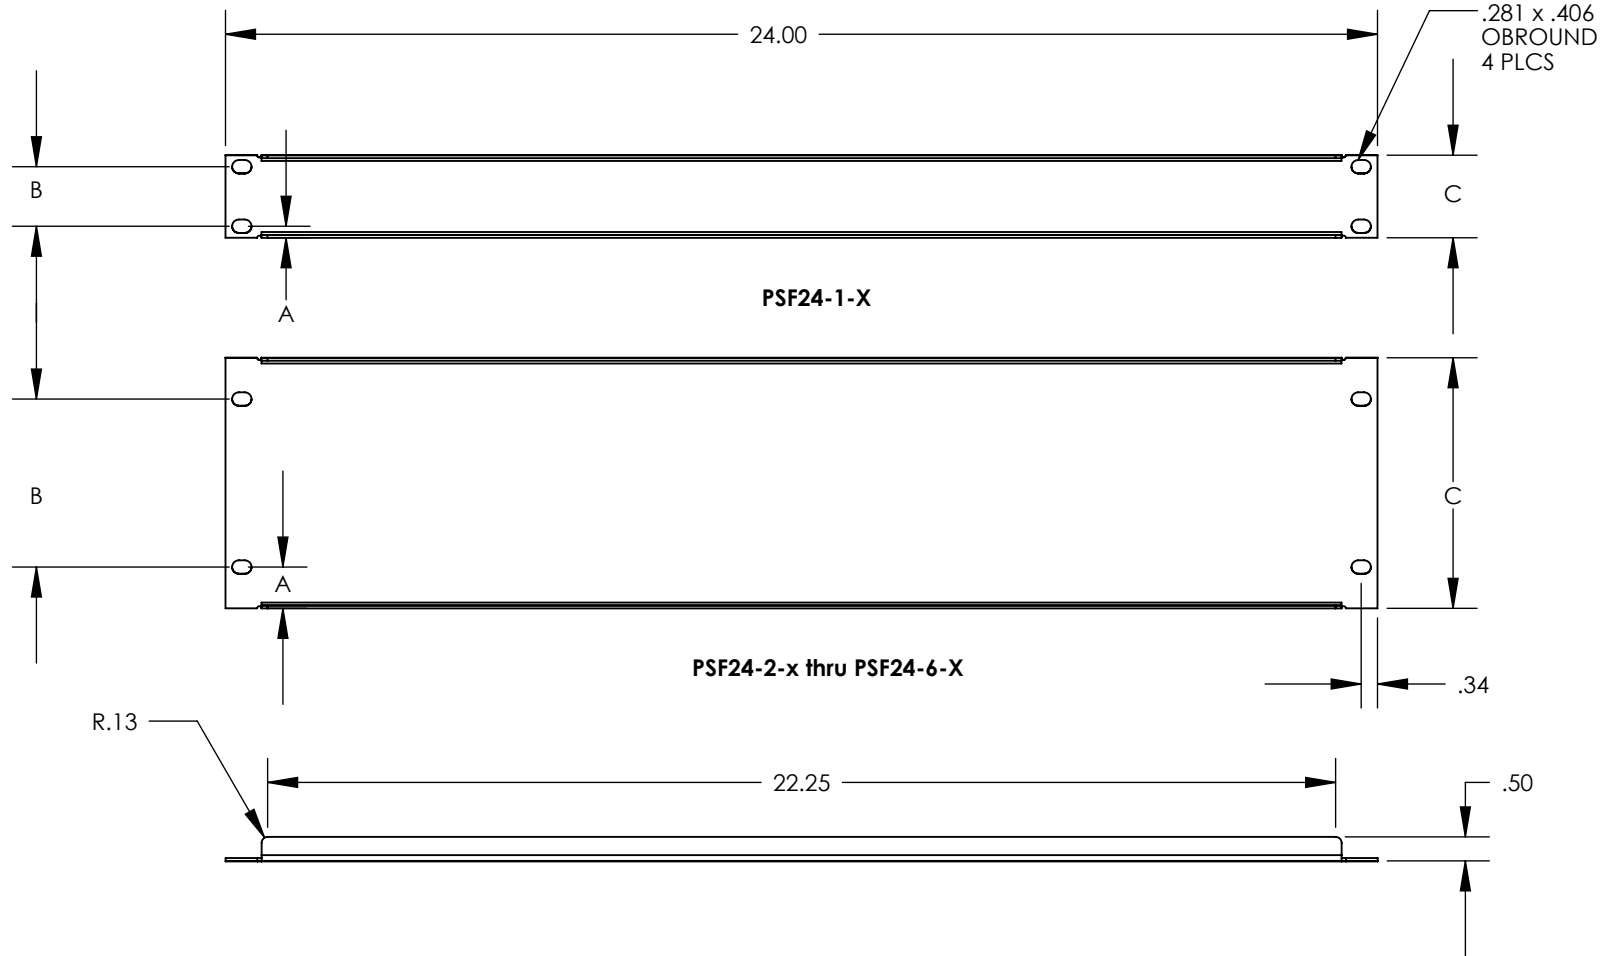 24.00
.281 x .406
OBROUND
4 PLCS
B
C
A
PSF24-1-X
B
C
A
PSF24-2-x thru PSF24-6-X
.34
R.13
22.25
.50